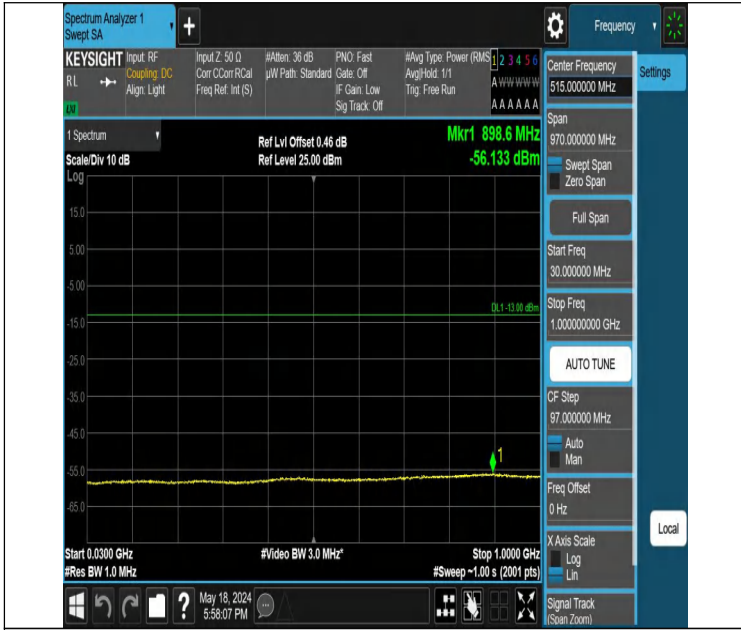 Spectrum Analyzer 1
Swept SA
+
Frequency
KEYSIGHT
RL
Input: RF
Coupling: DC
Align: Light
Input Z: 50 Ω
Corr CCorr RCal
Freq Ref: Int (S)
#Atten: 36 dB
µW Path: Standard
PNO: Fast
Gate: Off
IF Gain: Low
Sig Track: Off
#Avg Type: Power (RMS
Avg|Hold: 1/1
Trig: Free Run
1 2 3 4 5 6
A W W W W W
A A A A A A
1 Spectrum
Scale/Div 10 dB
Log
Ref Lvl Offset 0.46 dB
Ref Level 25.00 dBm
Mkr1 898.6 MHz
-56.133 dBm
15.0
5.00
-5.00
DL1 -13.00 dBm
-15.0
-25.0
-35.0
-45.0
1
-55.0
-65.0
Start 0.0300 GHz
#Video BW 3.0 MHz*
Stop 1.0000 GHz
#Res BW 1.0 MHz
#Sweep ~1.00 s (2001 pts)
?
May 18, 2024
5:58:07 PM
Center Frequency
515.000000 MHz
Settings
Span
970.000000 MHz
Swept Span
Zero Span
Full Span
Start Freq
30.000000 MHz
Stop Freq
1.000000000 GHz
AUTO TUNE
CF Step
97.000000 MHz
Auto
Man
Freq Offset
0 Hz
X Axis Scale
Log
Lin
Local
Signal Track
(Span Zoom)